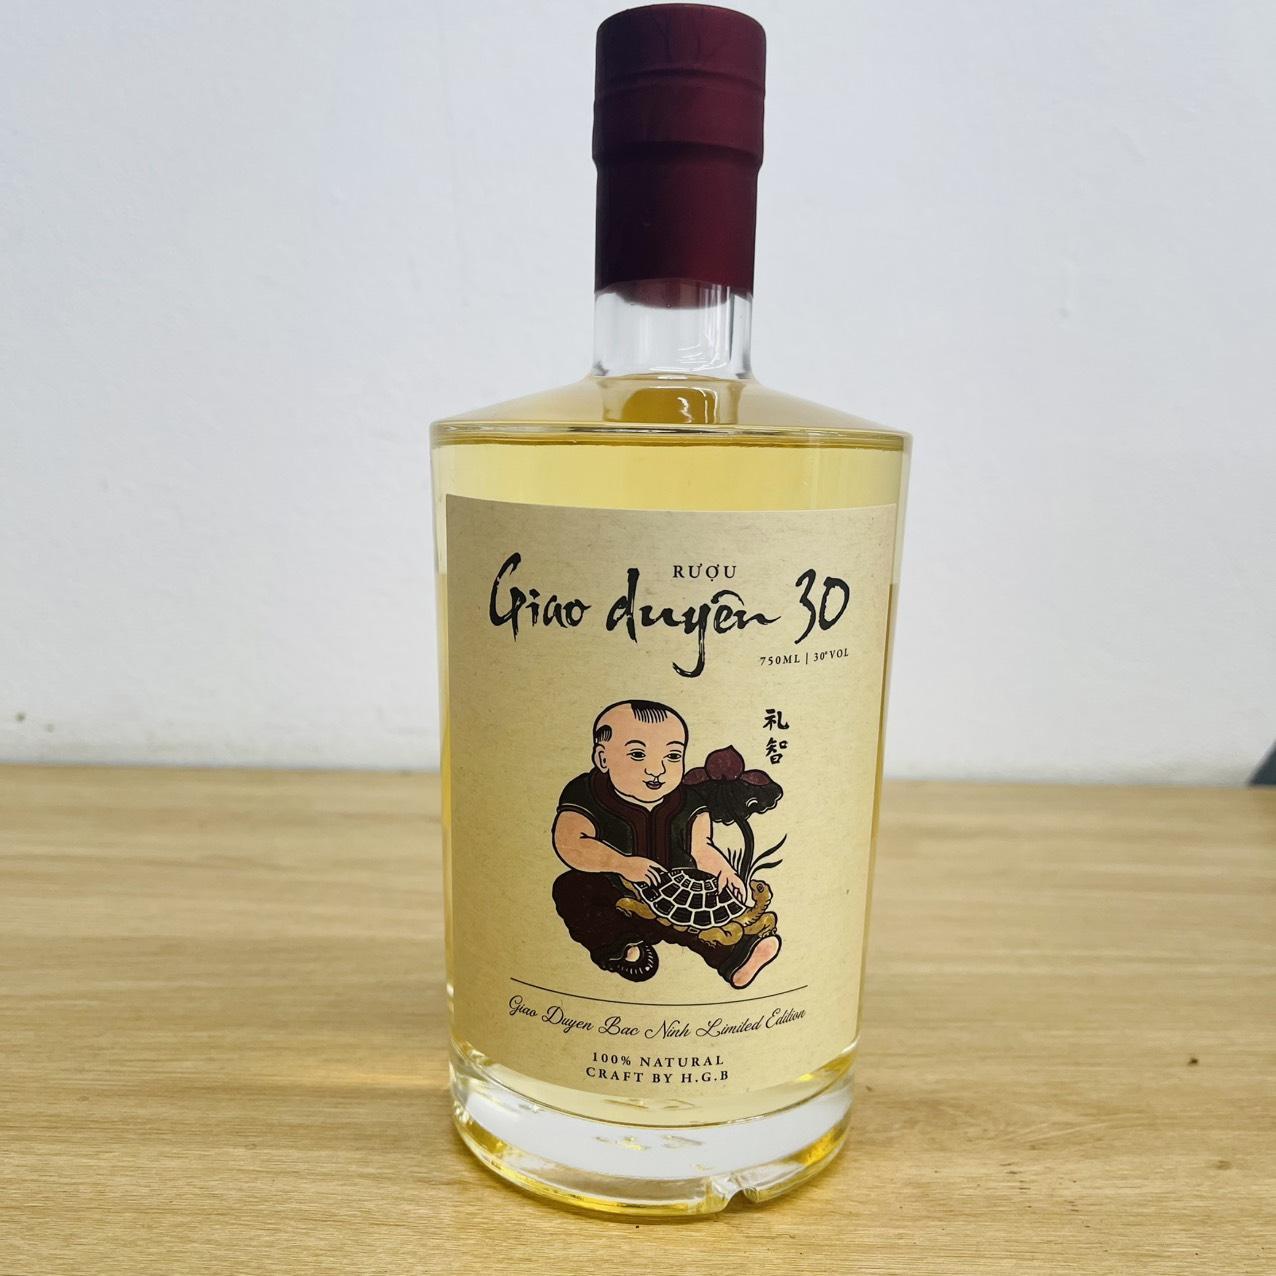 RƯỢU
Giao duyên 30
750ML | 30°VOL
礼
智
Giao Duyen Bac Ninh Limited Edition
100% NATURAL
CRAFT BY H.G.B